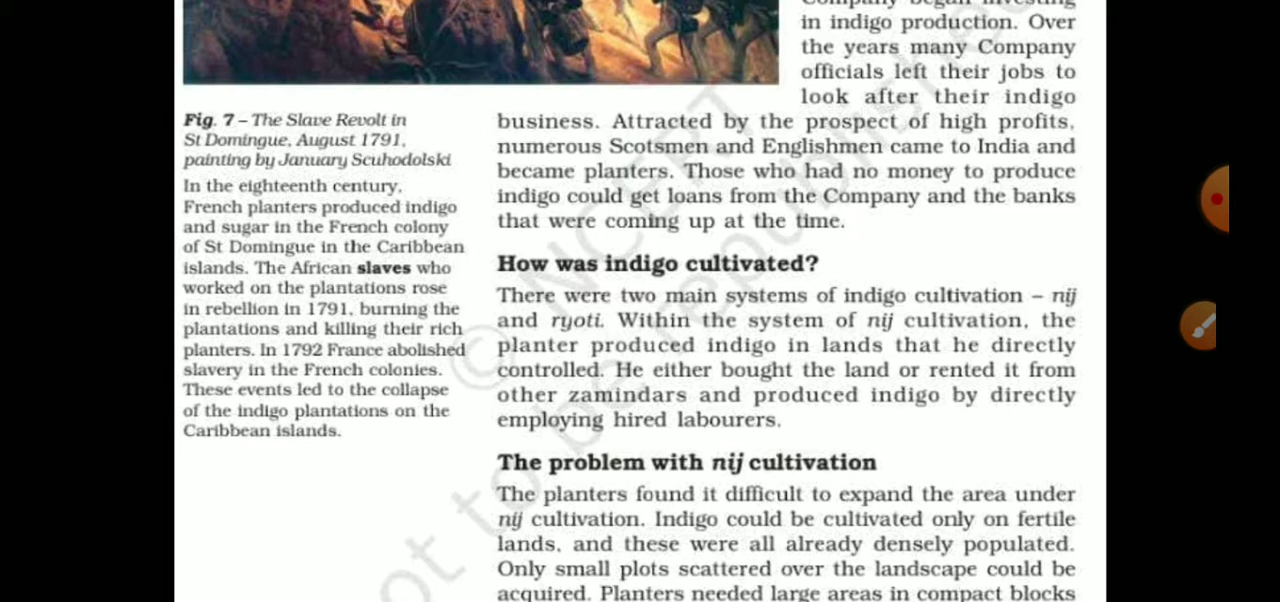 Company began investing
in indigo production. Over
the years many Company
officials left their jobs to
look after their indigo
business. Attracted by the prospect of high profits,
numerous Scotsmen and Englishmen came to India and
became planters. Those who had no money to produce
indigo could get loans from the Company and the banks
that were coming up at the time.
Fig. 7 – The Slave Revolt in
St Domingue, August 1791,
painting by January Scuhodolski
In the eighteenth century,
French planters produced indigo
and sugar in the French colony
of St Domingue in the Caribbean
islands. The African slaves who
worked on the plantations rose
in rebellion in 1791, burning the
plantations and killing their rich
planters. In 1792 France abolished
slavery in the French colonies.
These events led to the collapse
of the indigo plantations on the
Caribbean islands.
How was indigo cultivated?
There were two main systems of indigo cultivation – nij
and ryoti. Within the system of nij cultivation, the
planter produced indigo in lands that he directly
controlled. He either bought the land or rented it from
other zamindars and produced indigo by directly
employing hired labourers.
The problem with nij cultivation
The planters found it difficult to expand the area under
nij cultivation. Indigo could be cultivated only on fertile
lands, and these were all already densely populated.
Only small plots scattered over the landscape could be
acquired. Planters needed large areas in compact blocks
© NCERT
not to be republished